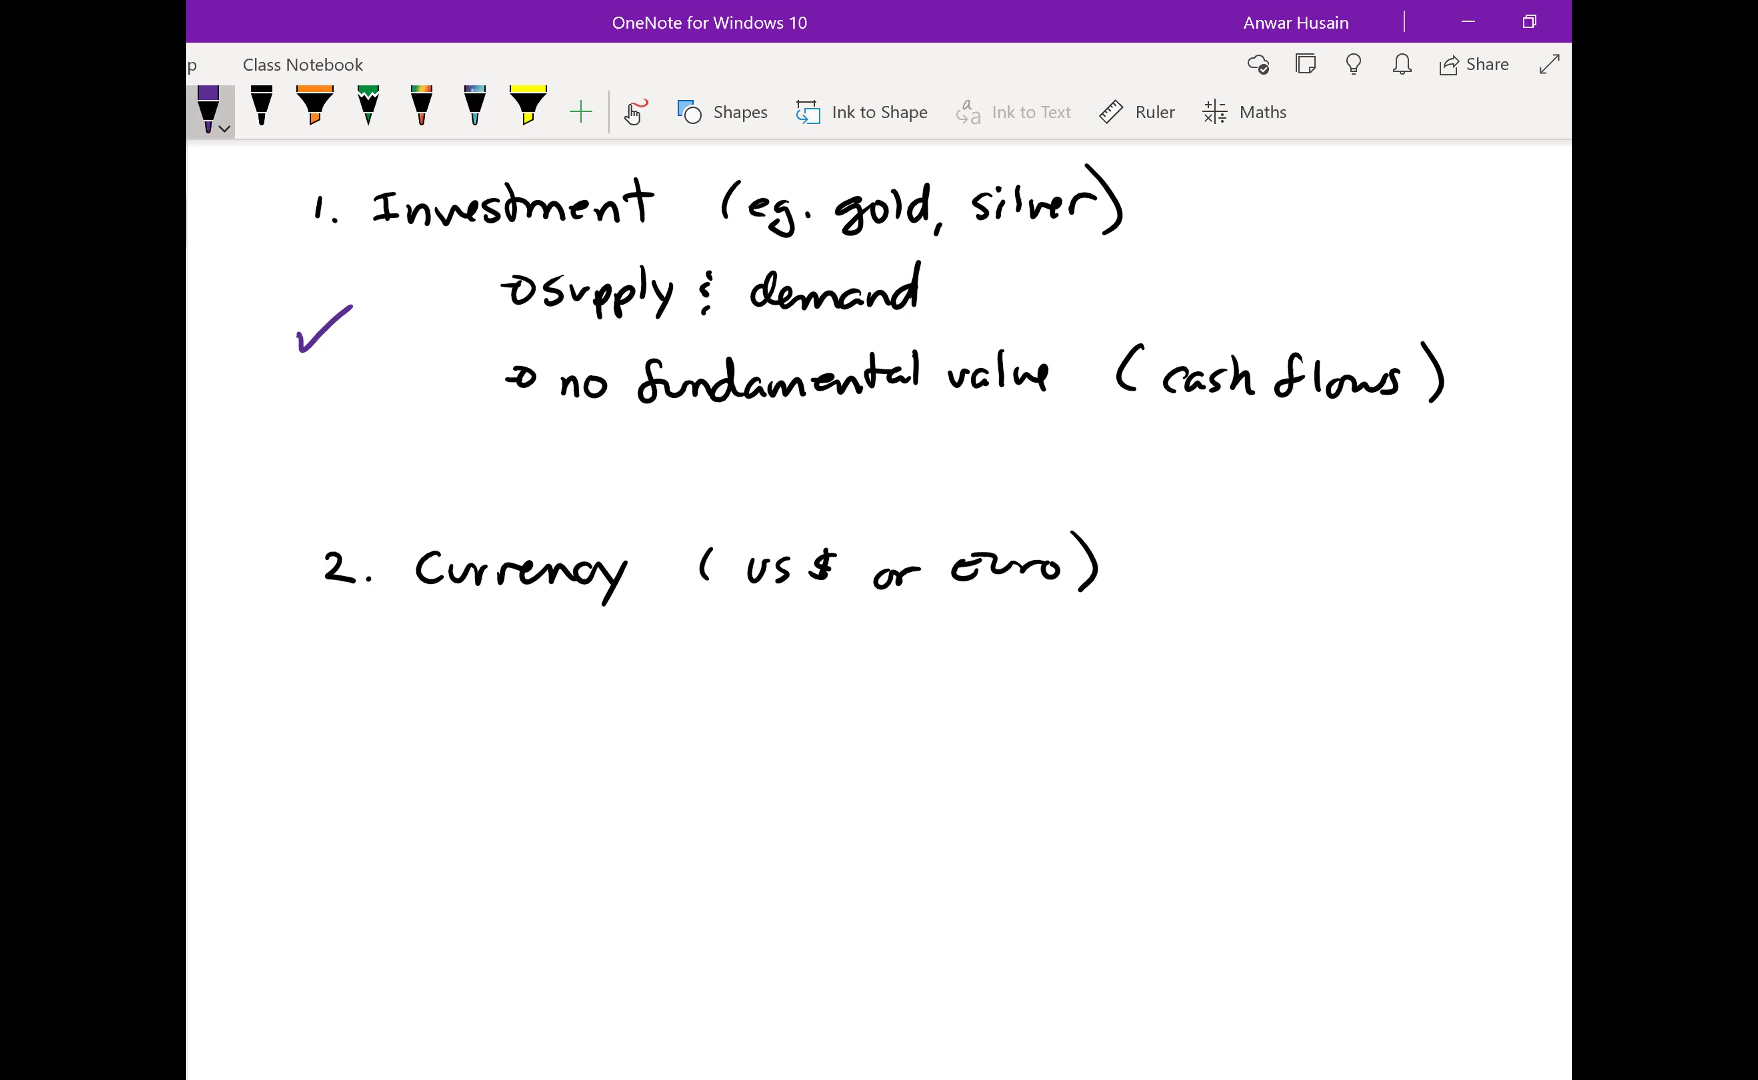 OneNote for Windows 10 Anwar Husain
p Class Notebook Share
Shapes Ink to Shape Ink to Text Ruler Maths
1. Investment (eg. gold, silver)
→ supply & demand
→ no fundamental value (cash flows)
2. Currency (US $ or Euro)